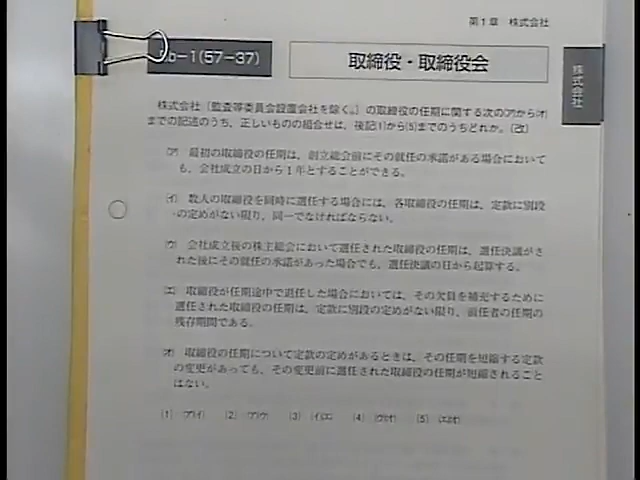 第1章 株式会社
b-1(57-37)
取締役・取締役会
株式会社
株式会社〔監査等委員会設置会社を除く。〕の取締役の任期に関する次の(ア)から(オ)
までの記述のうち、正しいものの組合せは、後記(1)から(5)までのうちどれか。〔改〕
(ア) 最初の取締役の任期は、創立総会前にその就任の承諾がある場合において
も、会社成立の日から1年とすることができる。
(イ) 数人の取締役を同時に選任する場合には、各取締役の任期は、定款に別段
の定めがない限り、同一でなければならない。
(ウ) 会社成立後の株主総会において選任された取締役の任期は、選任決議がさ
れた後にその就任の承諾があった場合でも、選任決議の日から起算する。
(エ) 取締役が任期途中で退任した場合においては、その欠員を補充するために
選任された取締役の任期は、定款に別段の定めがない限り、前任者の任期の
残存期間である。
(オ) 取締役の任期について定款の定めがあるときは、その任期を短縮する定款
の変更があっても、その変更前に選任された取締役の任期が短縮されること
はない。
(1) (ア)(イ) (2) (ア)(ウ) (3) (イ)(エ) (4) (ウ)(オ) (5) (エ)(オ)